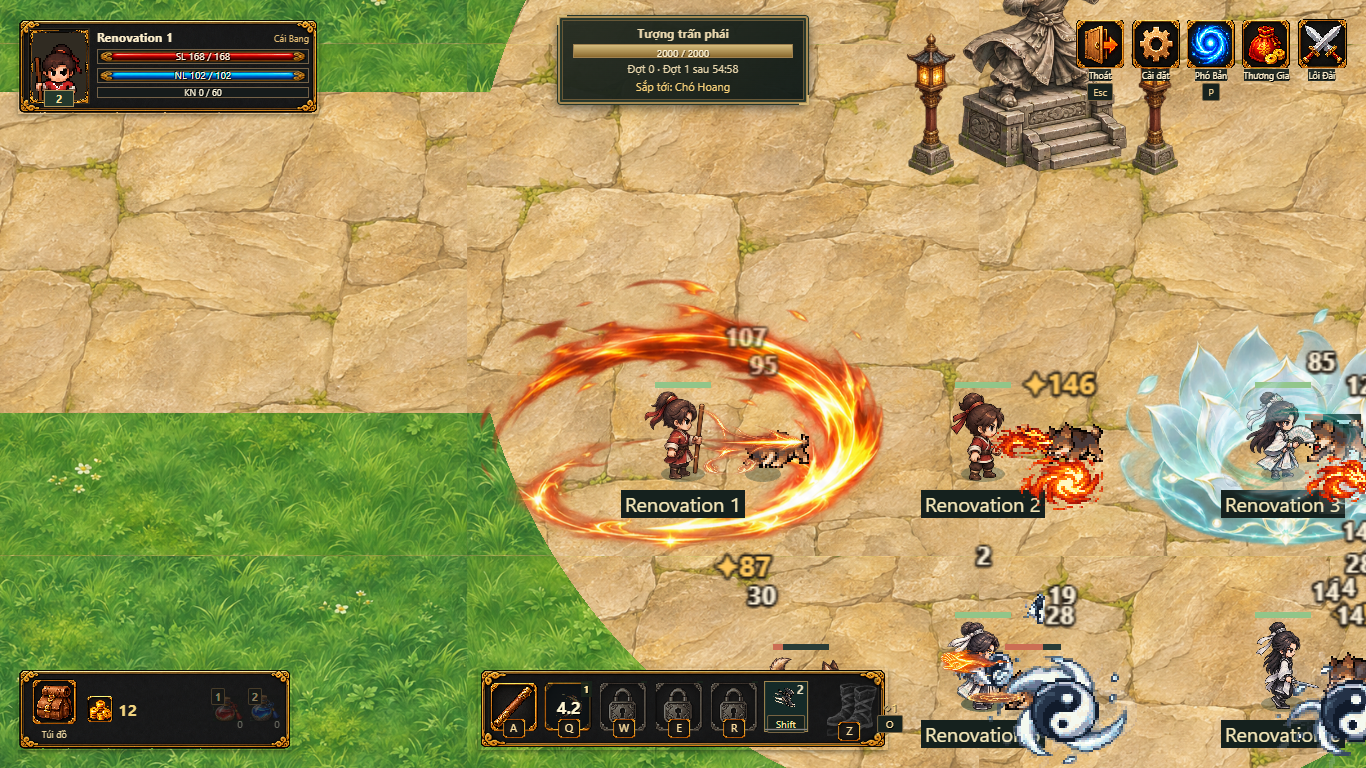 Renovation 1
Cái Bang
SL 168 / 168
NL 102 / 102
KN 0 / 60
2
Tượng trấn phái
2000 / 2000
Đợt 0 · Đợt 1 sau 54:58
Sắp tới: Chó Hoang
Thoát
Cài đặt
Phó Bản
Thương Gia
Lôi Đài
Esc
P
107
95
146
85
Renovation 1
Renovation 2
Renovation 3
87
30
2
19
28
144
Túi đồ
12
1
0
2
0
A
1
4.2
Q
W
E
R
2
Shift
Z
O